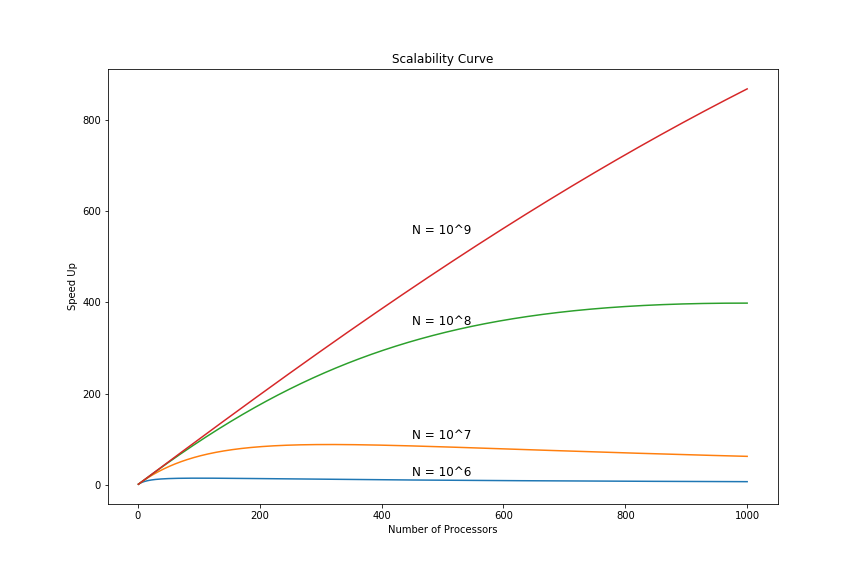 Scalability Curve
800
600
400
200
0
Speed Up
N = 10^9
N = 10^8
N = 10^7
N = 10^6
0 200 400 600 800 1000
Number of Processors